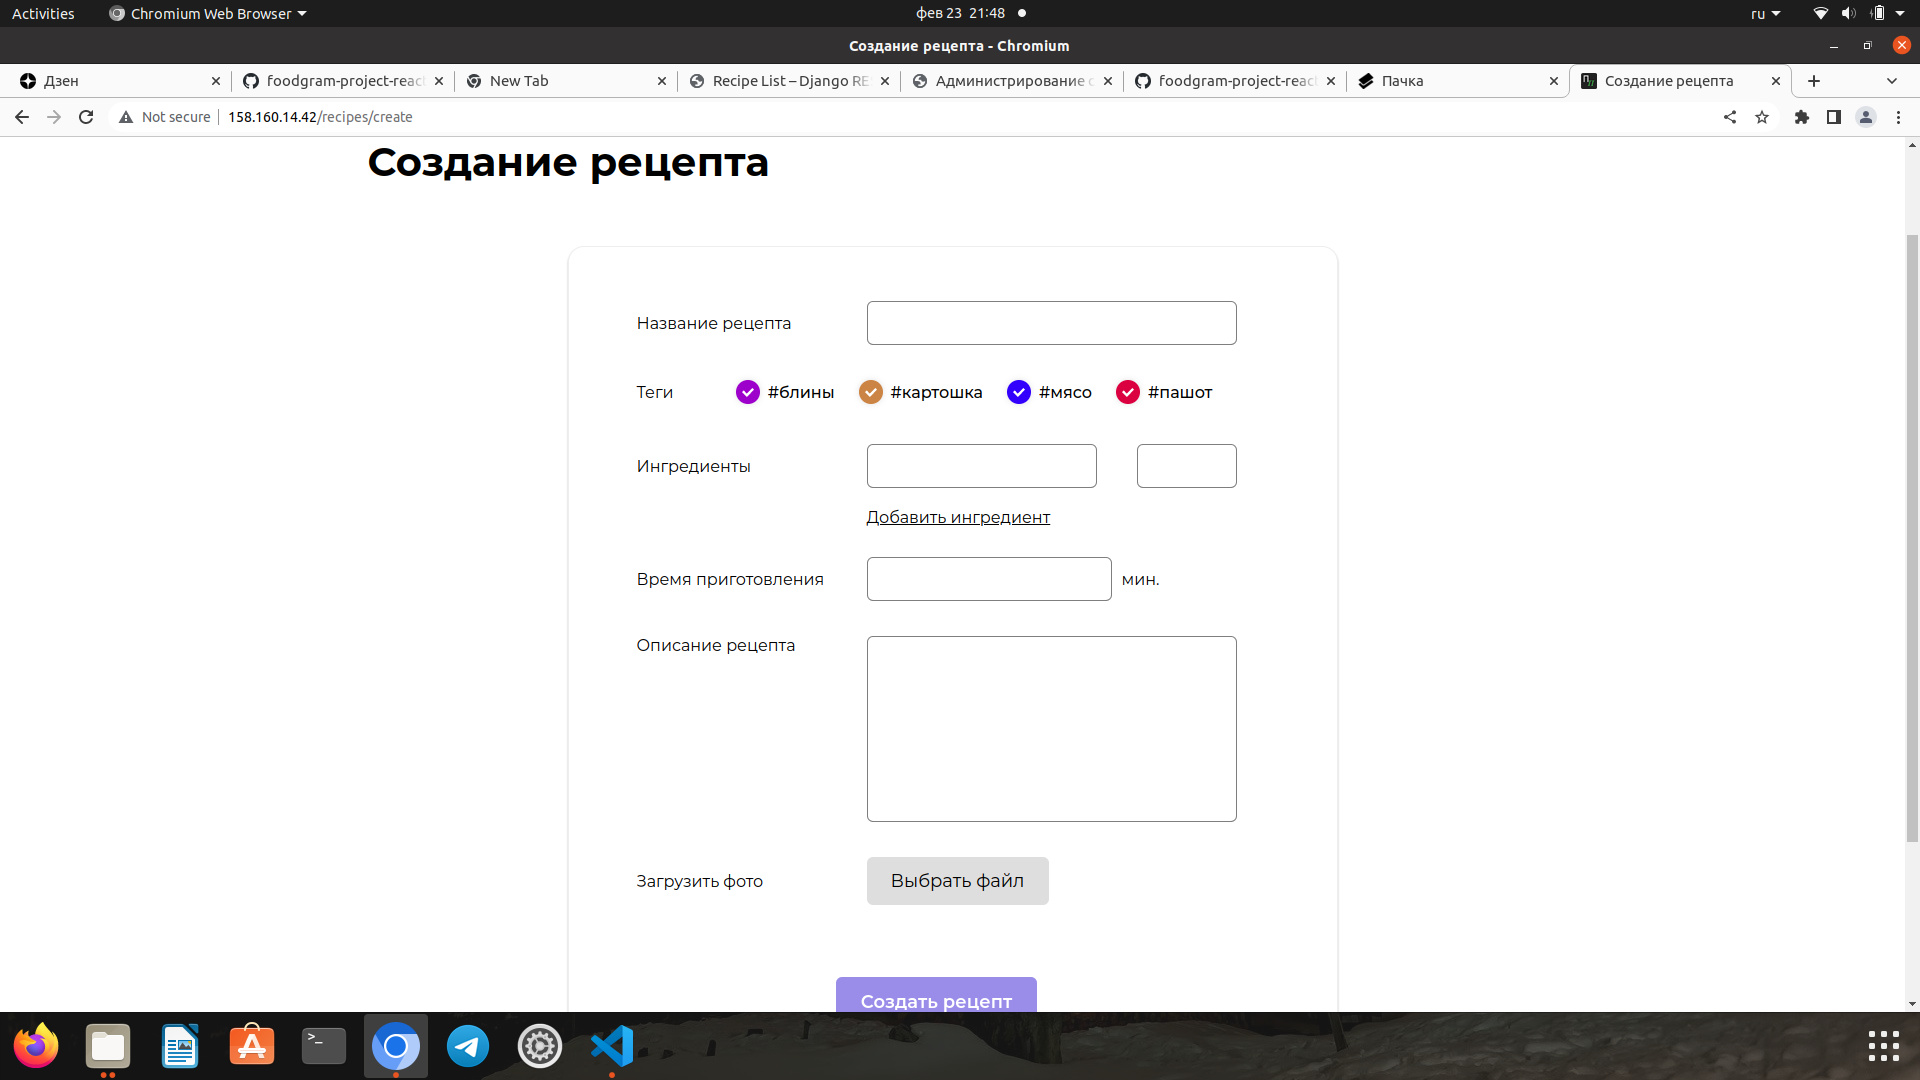 Activities Chromium Web Browser фев 23 21:48 ru
Создание рецепта - Chromium
Дзен foodgram-project-reac New Tab Recipe List – Django RE Администрирование с foodgram-project-reac Пачка Создание рецепта
Not secure 158.160.14.42/recipes/create
Создание рецепта
Название рецепта
Теги #блины #картошка #мясо #пашот
Ингредиенты
Добавить ингредиент
Время приготовления мин.
Описание рецепта
Загрузить фото Выбрать файл
Создать рецепт